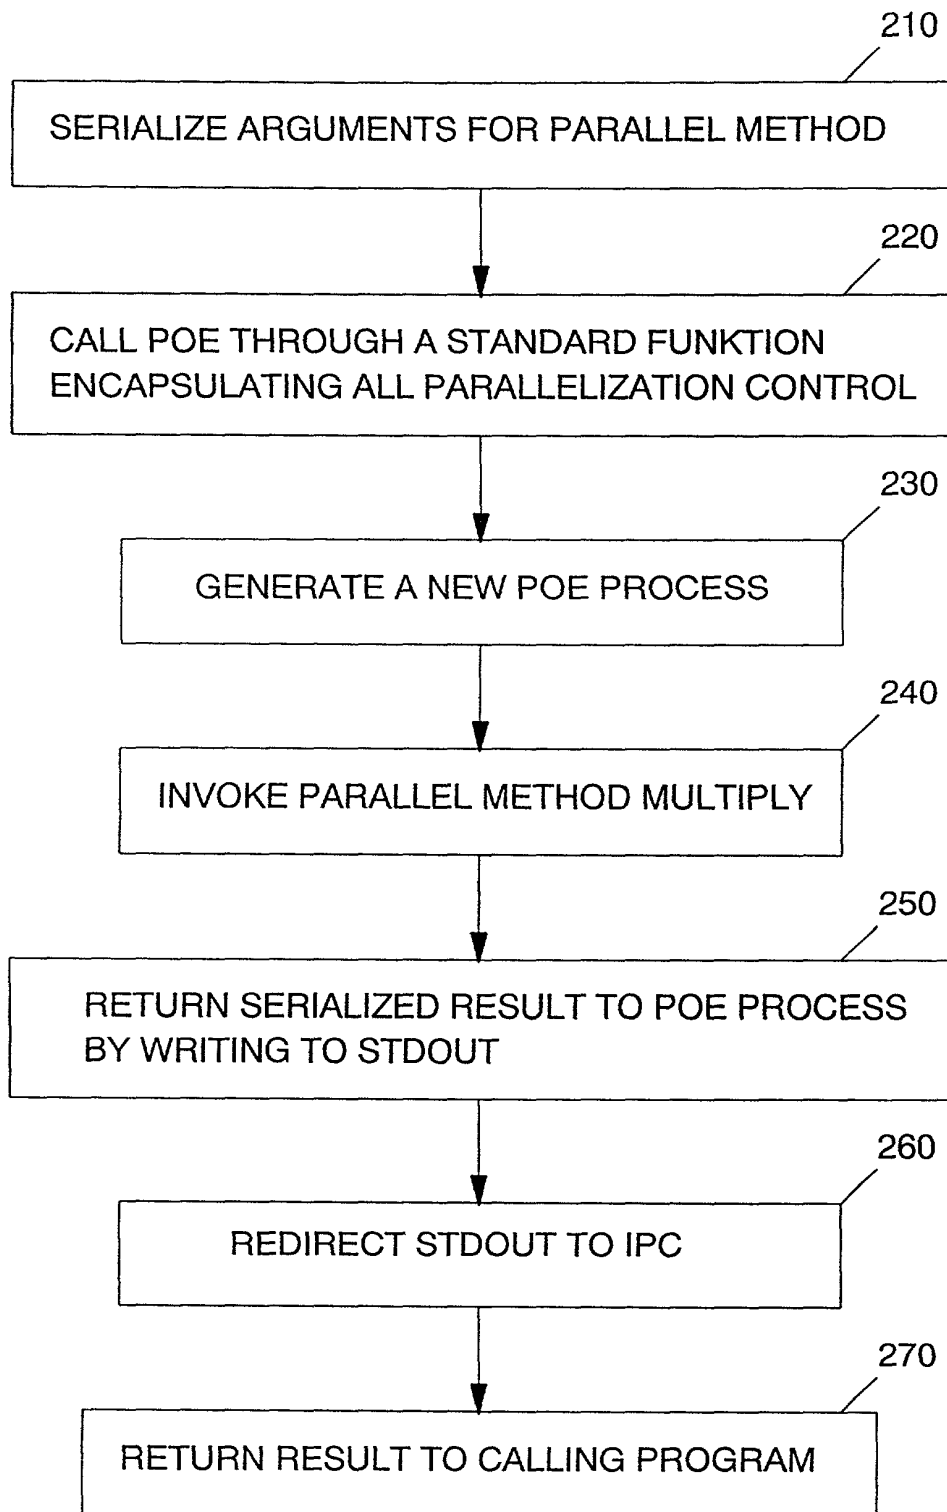 210
SERIALIZE ARGUMENTS FOR PARALLEL METHOD
220
CALL POE THROUGH A STANDARD FUNKTION
ENCAPSULATING ALL PARALLELIZATION CONTROL
230
GENERATE A NEW POE PROCESS
240
INVOKE PARALLEL METHOD MULTIPLY
250
RETURN SERIALIZED RESULT TO POE PROCESS
BY WRITING TO STDOUT
260
REDIRECT STDOUT TO IPC
270
RETURN RESULT TO CALLING PROGRAM